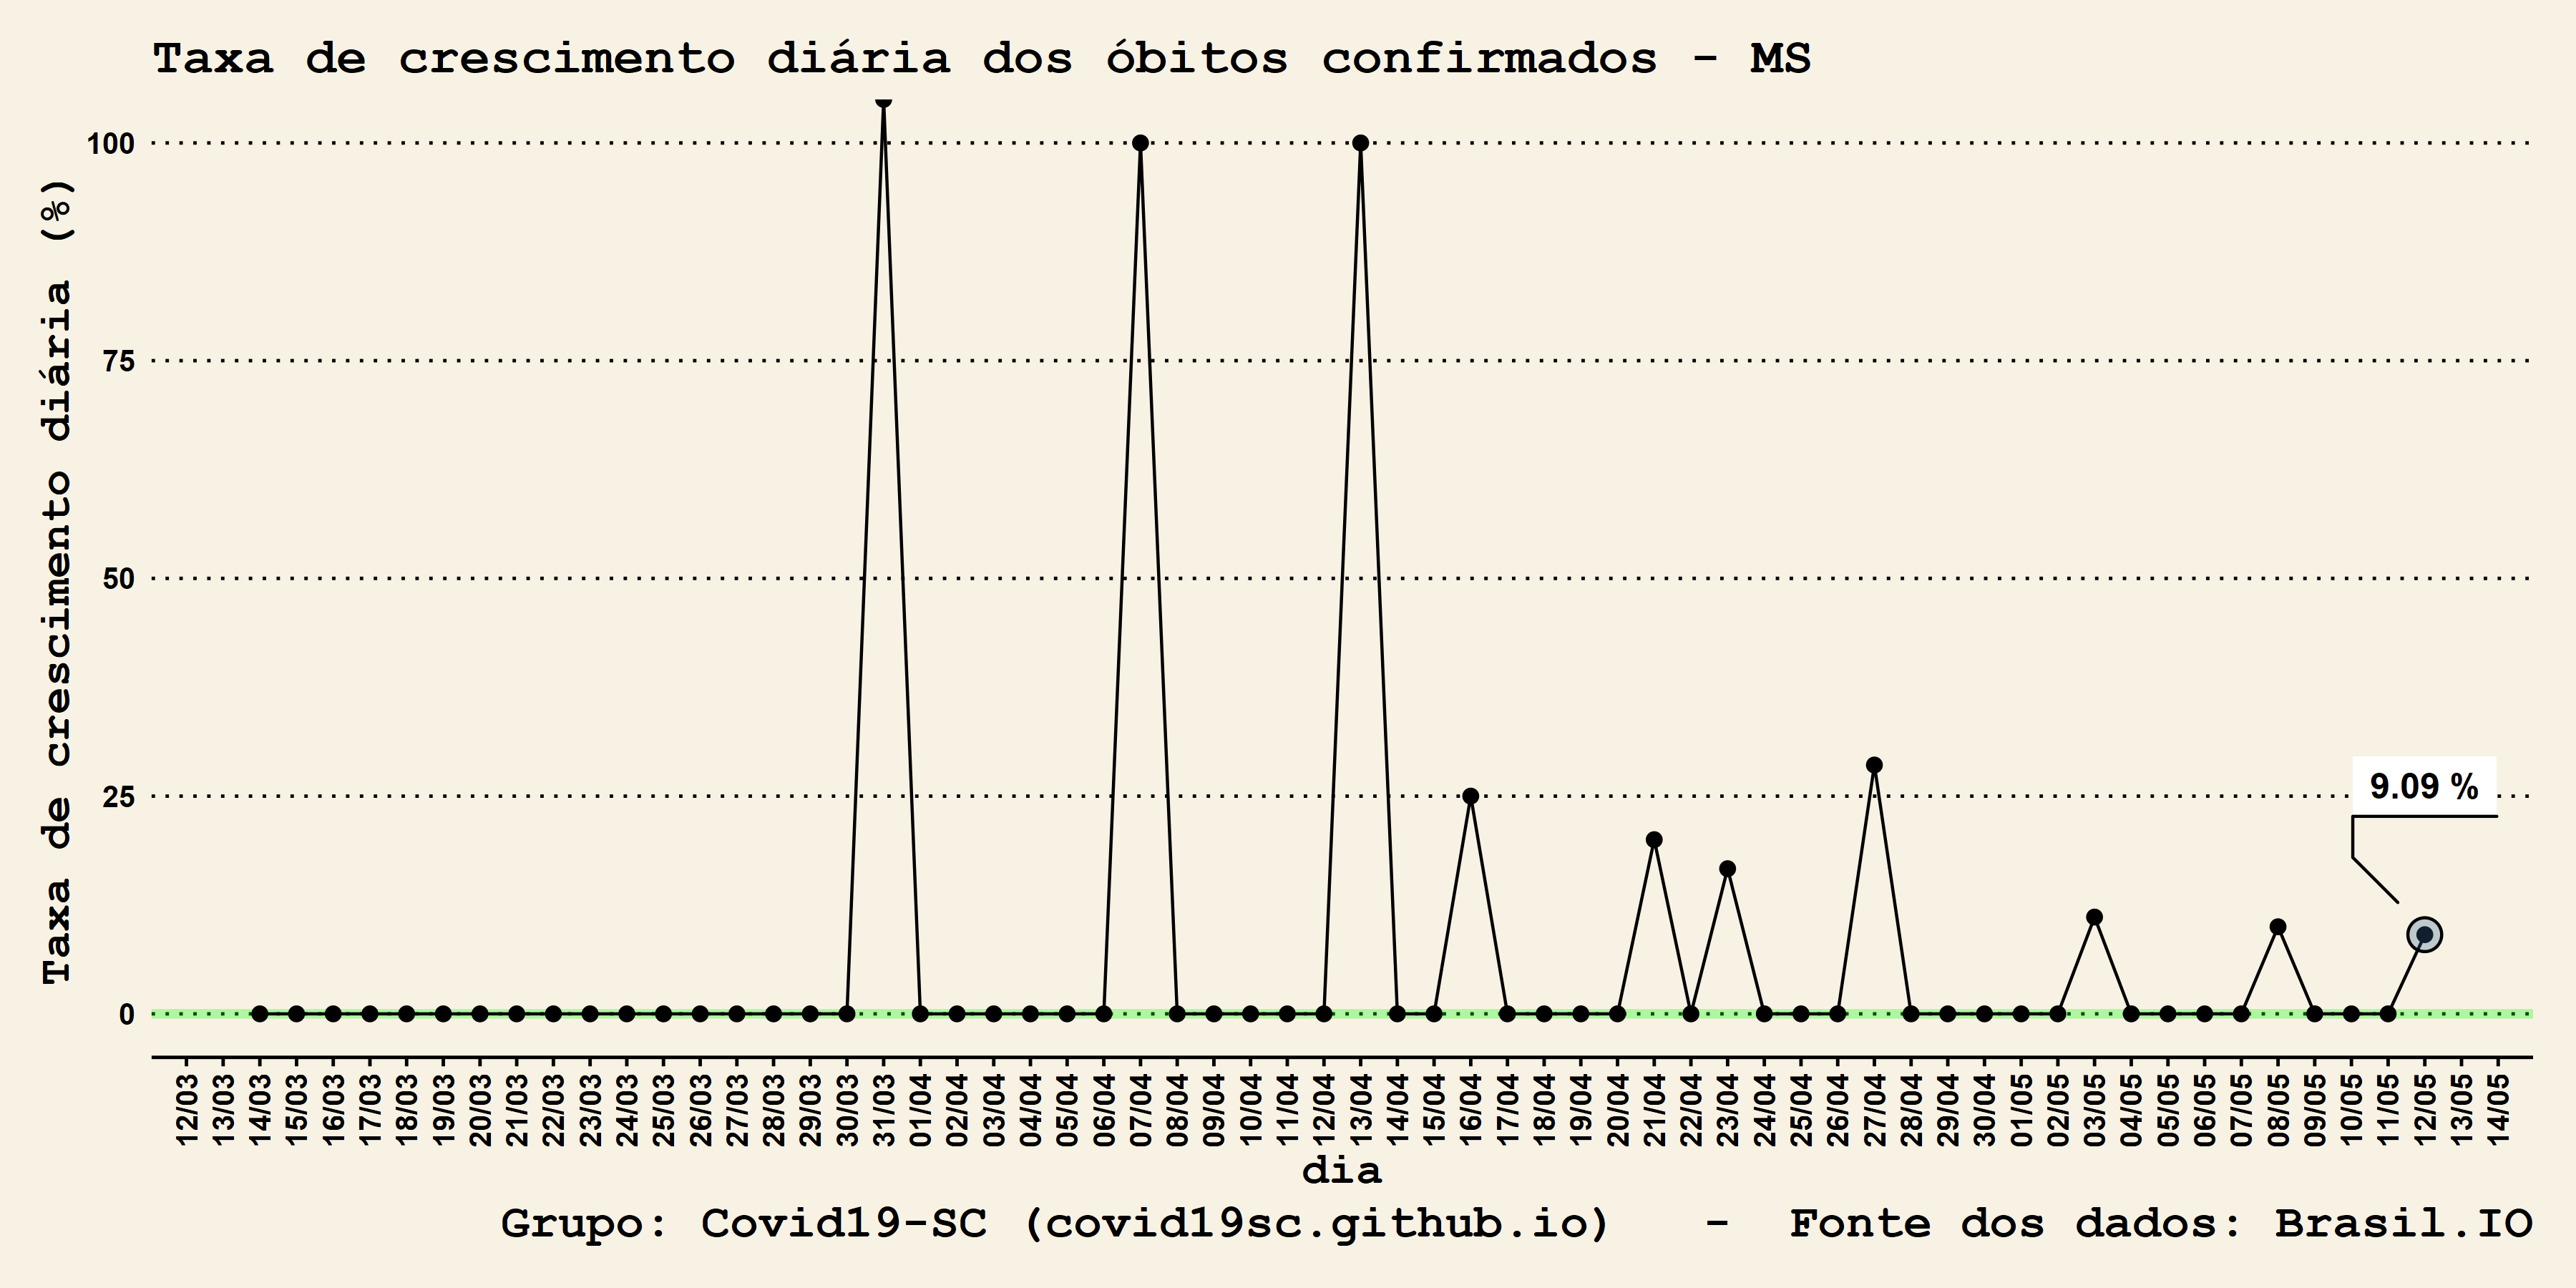 Taxa de crescimento diária dos óbitos confirmados - MS
Taxa de crescimento diária (%)
100
75
50
25
0
9.09 %
12/03 13/03 14/03 15/03 16/03 17/03 18/03 19/03 20/03 21/03 22/03 23/03 24/03 25/03 26/03 27/03 28/03 29/03 30/03 31/03 01/04 02/04 03/04 04/04 05/04 06/04 07/04 08/04 09/04 10/04 11/04 12/04 13/04 14/04 15/04 16/04 17/04 18/04 19/04 20/04 21/04 22/04 23/04 24/04 25/04 26/04 27/04 28/04 29/04 30/04 01/05 02/05 03/05 04/05 05/05 06/05 07/05 08/05 09/05 10/05 11/05 12/05 13/05 14/05
dia
Grupo: Covid19-SC (covid19sc.github.io) - Fonte dos dados: Brasil.IO